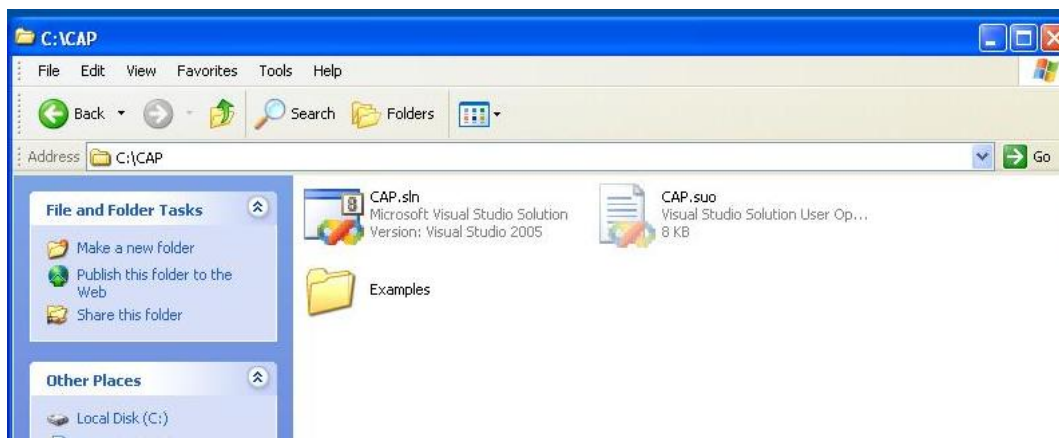 C:\CAP
File Edit View Favorites Tools Help
Back Search Folders
Address C:\CAP Go
File and Folder Tasks
Make a new folder
Publish this folder to the
Web
Share this folder
Other Places
Local Disk (C:)
CAP.sln
Microsoft Visual Studio Solution
Version: Visual Studio 2005
8
CAP.suo
Visual Studio Solution User Op...
8 KB
Examples